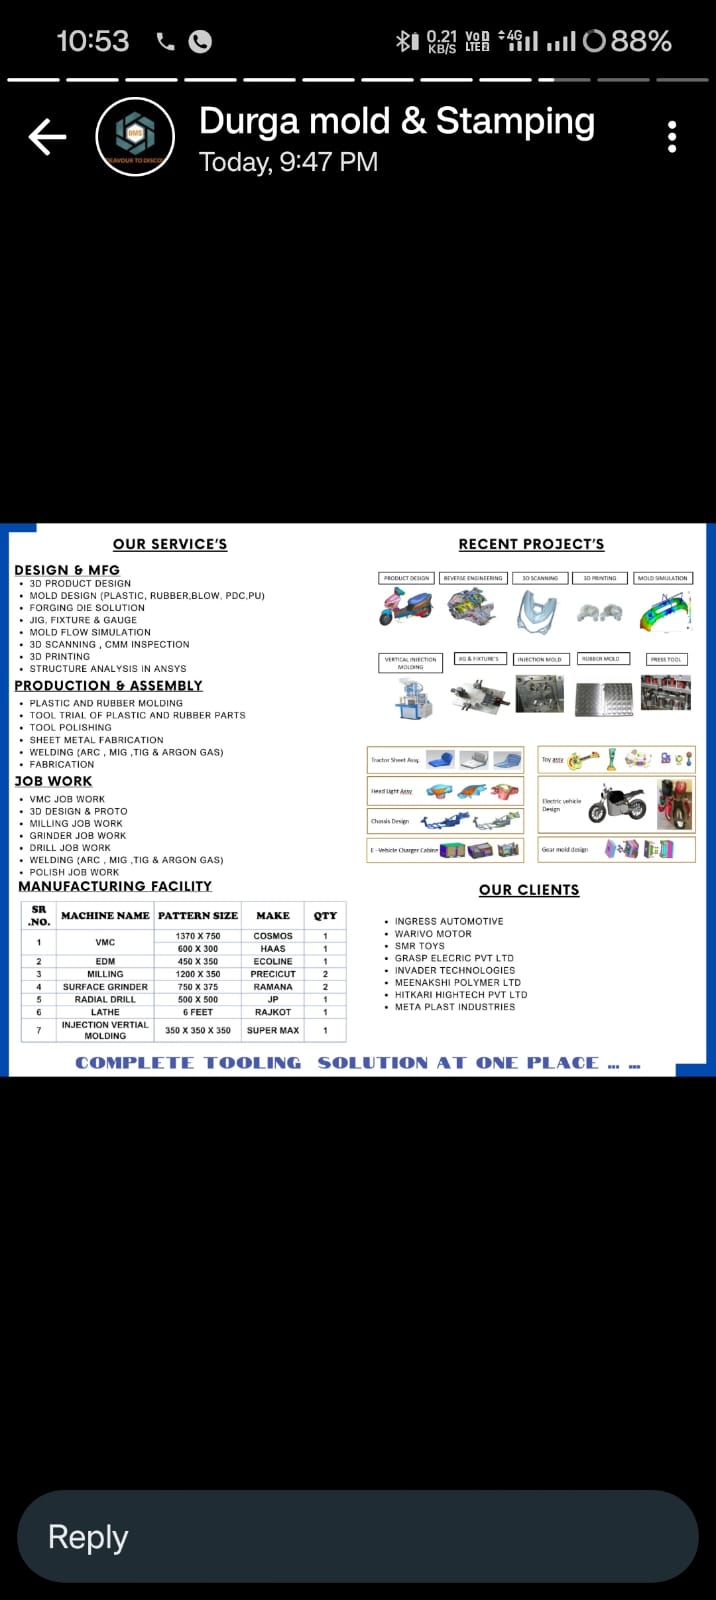 10:53
0.21 KB/S
4G
88%
Durga mold & Stamping
Today, 9:47 PM
DMS
OUR SERVICE'S
DESIGN & MFG
• 3D PRODUCT DESIGN
• MOLD DESIGN (PLASTIC, RUBBER,BLOW, PDC,PU)
• FORGING DIE SOLUTION
• JIG, FIXTURE & GAUGE
• MOLD FLOW SIMULATION
• 3D SCANNING , CMM INSPECTION
• 3D PRINTING
• STRUCTURE ANALYSIS IN ANSYS
PRODUCTION & ASSEMBLY
• PLASTIC AND RUBBER MOLDING
• TOOL TRIAL OF PLASTIC AND RUBBER PARTS
• TOOL POLISHING
• SHEET METAL FABRICATION
• WELDING (ARC , MIG ,TIG & ARGON GAS)
• FABRICATION
JOB WORK
• VMC JOB WORK
• 3D DESIGN & PROTO
• MILLING JOB WORK
• GRINDER JOB WORK
• DRILL JOB WORK
• WELDING (ARC , MIG ,TIG & ARGON GAS)
• POLISH JOB WORK
MANUFACTURING FACILITY
SR .NO. MACHINE NAME PATTERN SIZE MAKE QTY
1 VMC 1370 X 750 COSMOS 1
600 X 300 HAAS 1
2 EDM 450 X 350 ECOLINE 1
3 MILLING 1200 X 350 PRECICUT 2
4 SURFACE GRINDER 750 X 375 RAMANA 2
5 RADIAL DRILL 500 X 500 JP 1
6 LATHE 6 FEET RAJKOT 1
7 INJECTION VERTIAL MOLDING 350 X 350 X 350 SUPER MAX 1
RECENT PROJECT'S
PRODUCT DESIGN REVERSE ENGINEERING 3D SCANNING 3D PRINTING MOLD SIMULATION
VERTICAL INJECTION MOLDING JIG & FIXTURE'S INJECTION MOLD RUBBER MOLD PRESS TOOL
Tractor Sheet Assy
Toy assy
Head Light Assy
Electric vehicle Design
Chassis Design
E - Vehicle Charger Cabine
Gear mold design
OUR CLIENTS
• INGRESS AUTOMOTIVE
• WARIVO MOTOR
• SMR TOYS
• GRASP ELECRIC PVT LTD
• INVADER TECHNOLOGIES
• MEENAKSHI POLYMER LTD
• HITKARI HIGHTECH PVT LTD
• META PLAST INDUSTRIES
COMPLETE TOOLING SOLUTION AT ONE PLACE ... ...
Reply